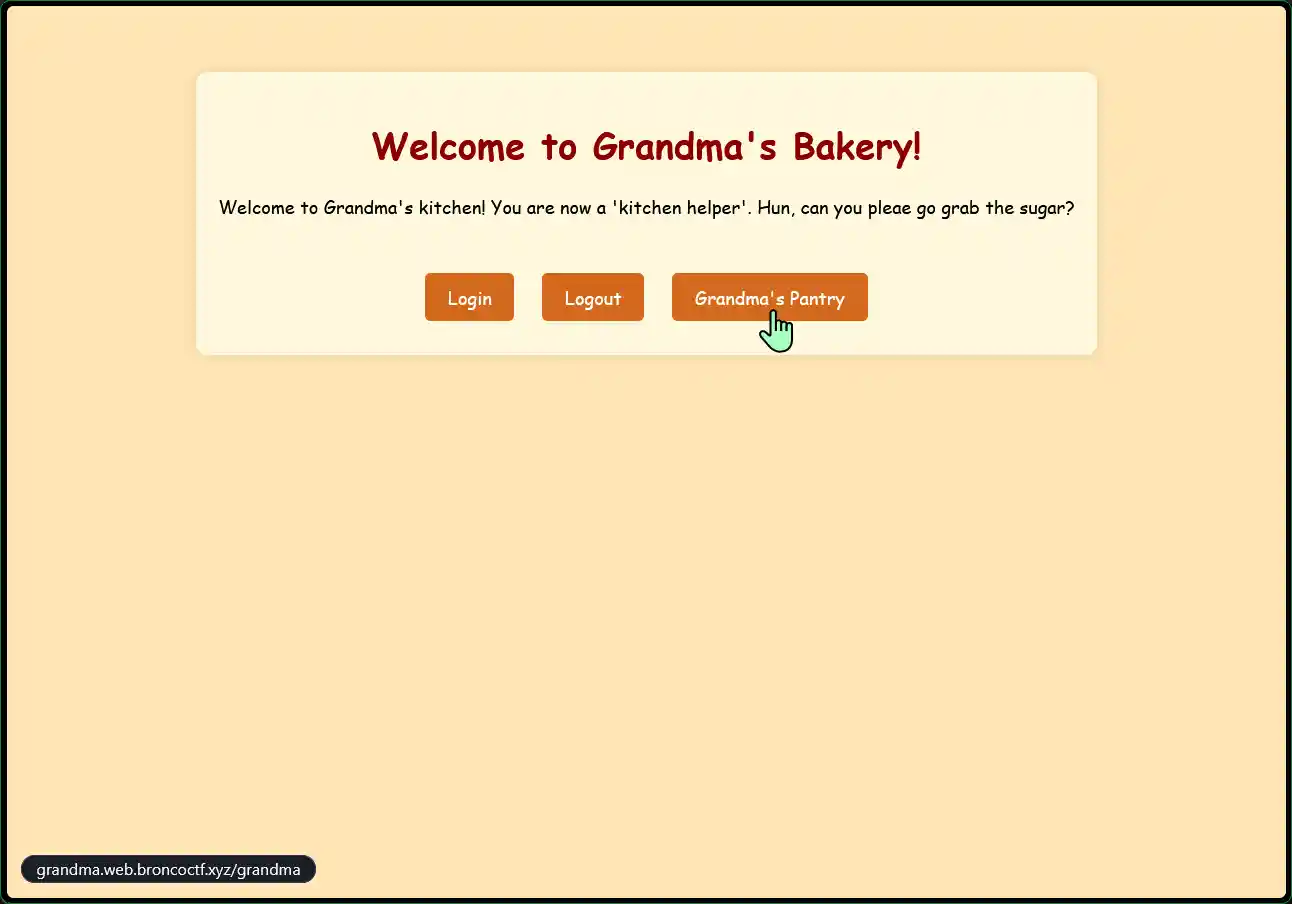 Welcome to Grandma's Bakery!
Welcome to Grandma's kitchen! You are now a 'kitchen helper'. Hun, can you pleae go grab the sugar?
Login
Logout
Grandma's Pantry
grandma.web.broncoctf.xyz/grandma